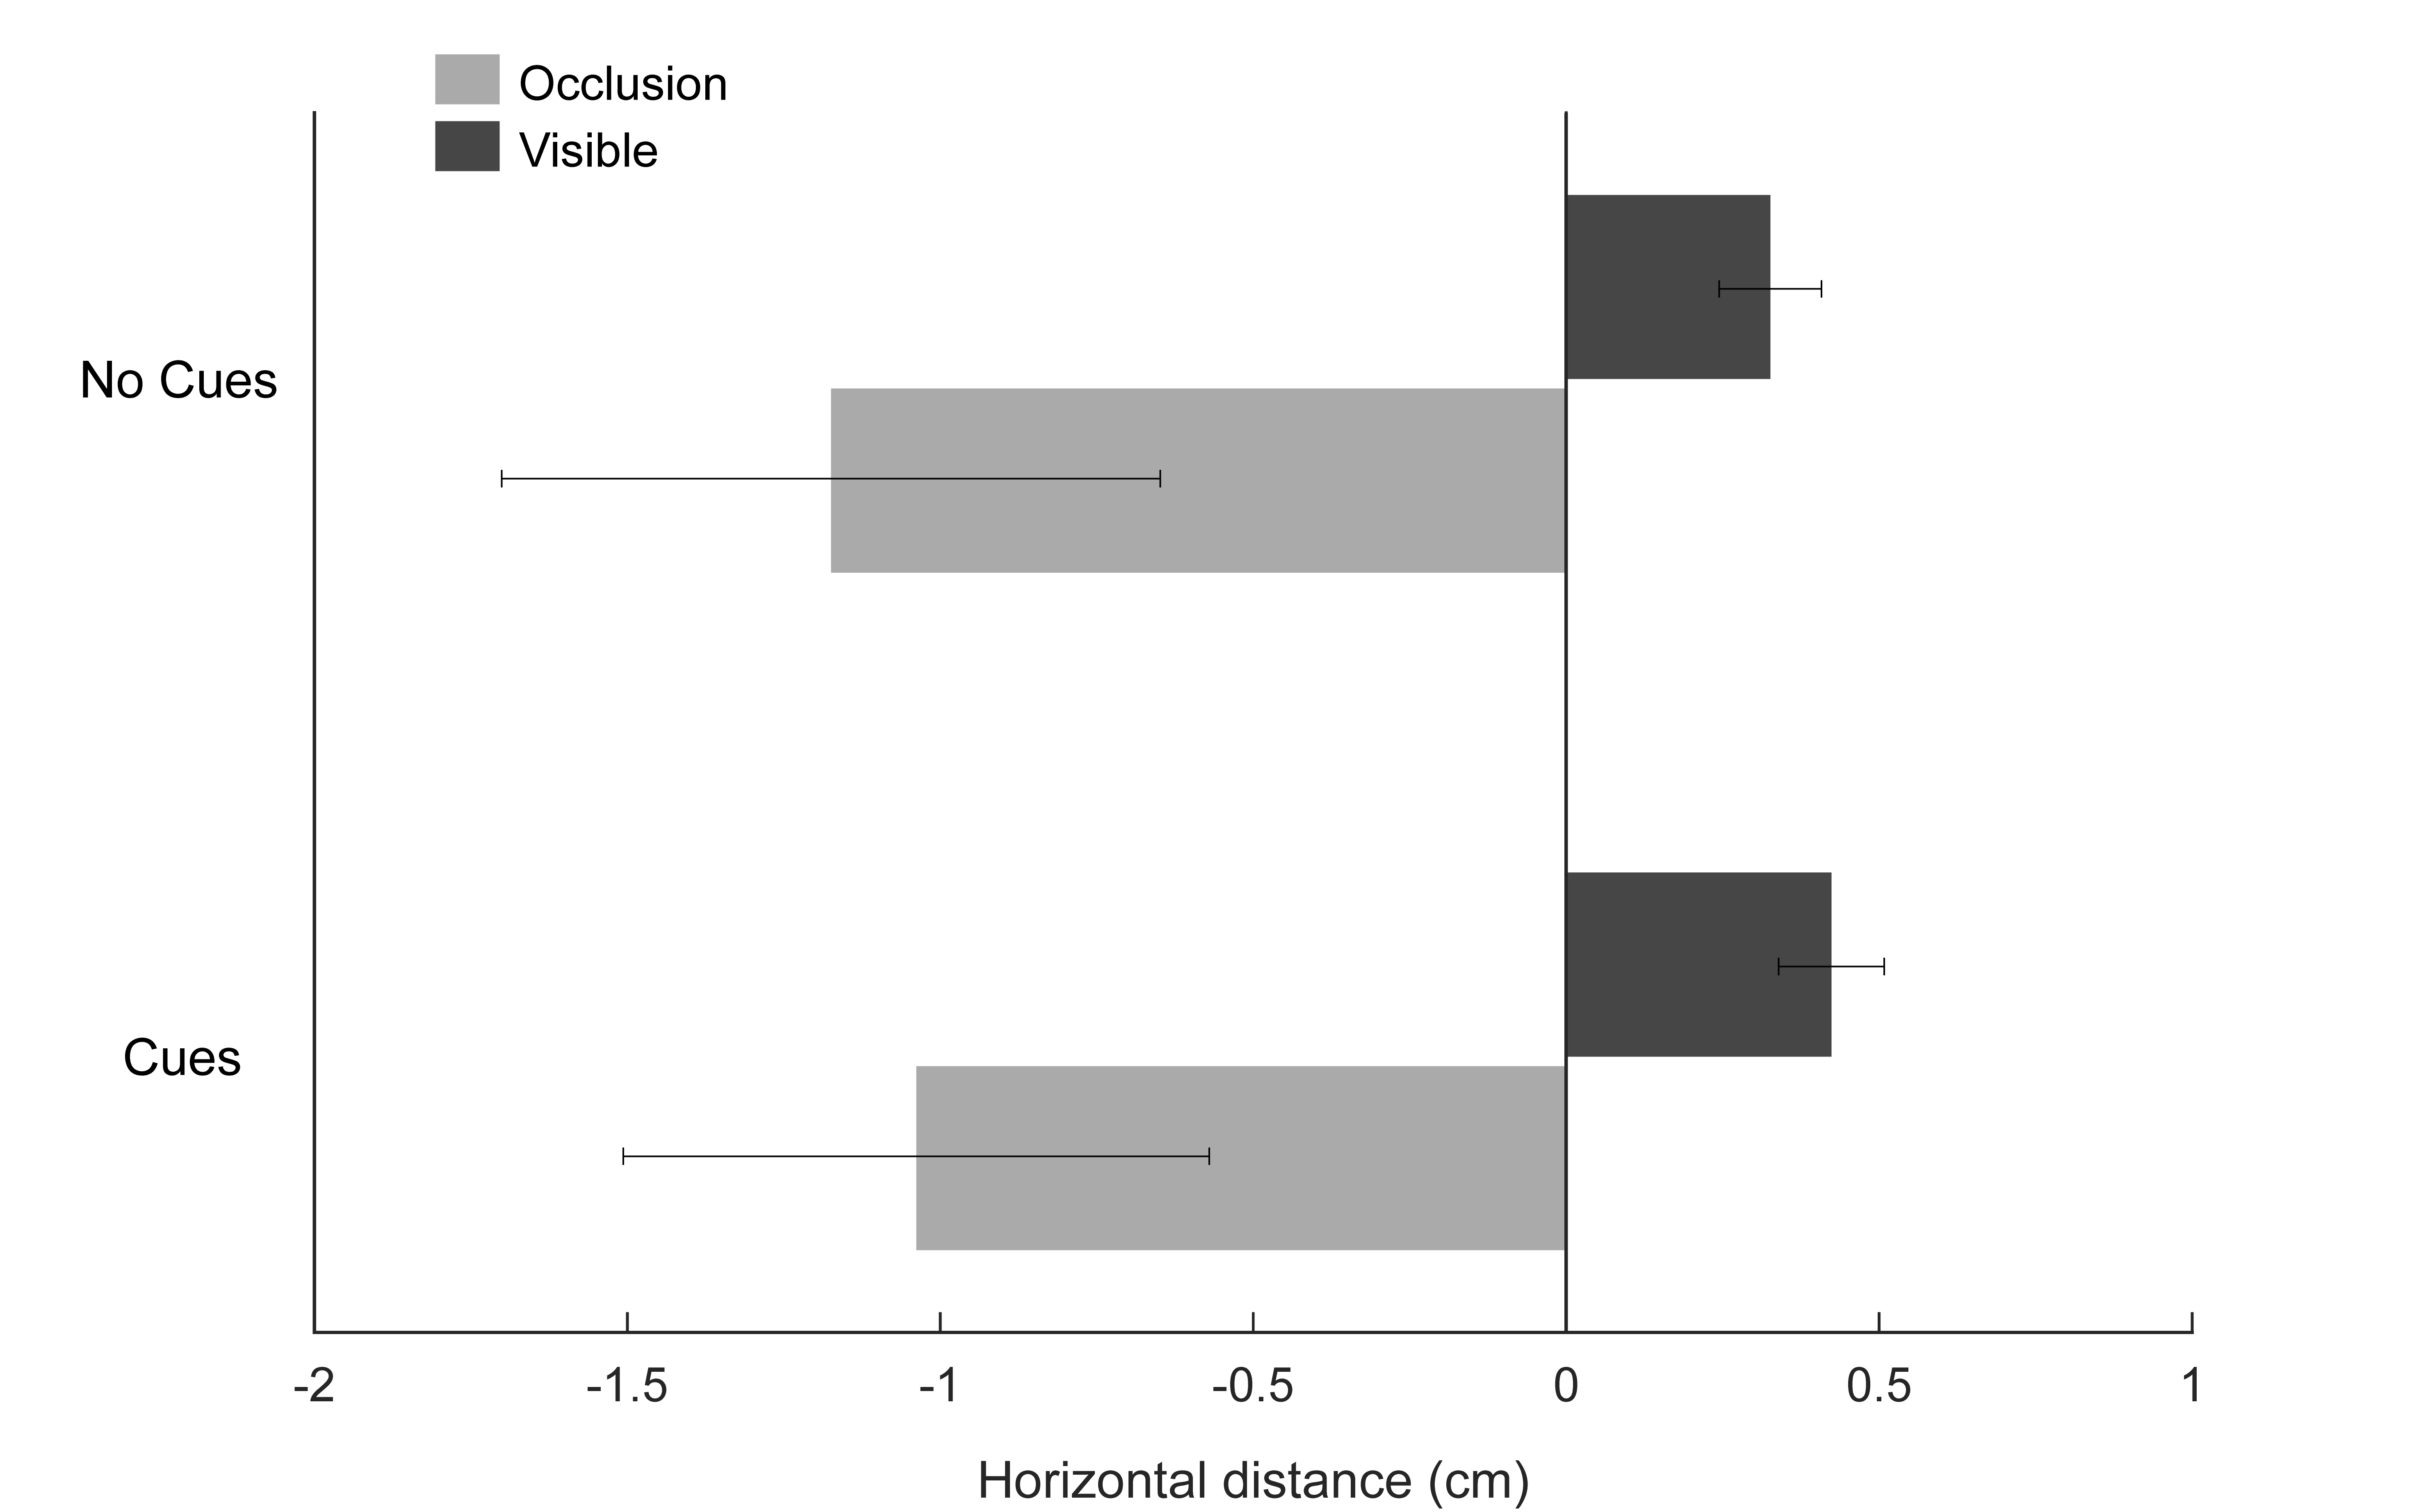 Occlusion
Visible
No Cues
Cues
-2 -1.5 -1 -0.5 0 0.5 1
Horizontal distance (cm)